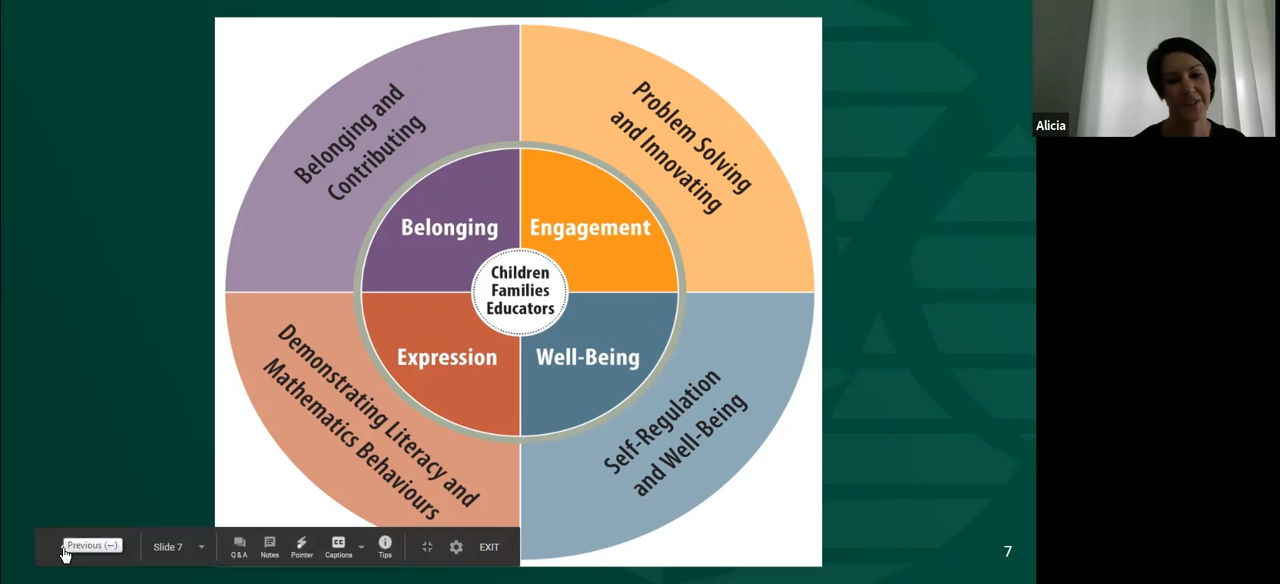 Belonging and
Contributing
Problem Solving
and Innovating
Belonging
Engagement
Children
Families
Educators
Expression
Well-Being
Demonstrating Literacy and
Mathematics Behaviours
Self-Regulation
and Well-Being
Alicia
Previous (←)
Slide 7
Q & A
Notes
Pointer
CC
Captions
Tips
EXIT
7